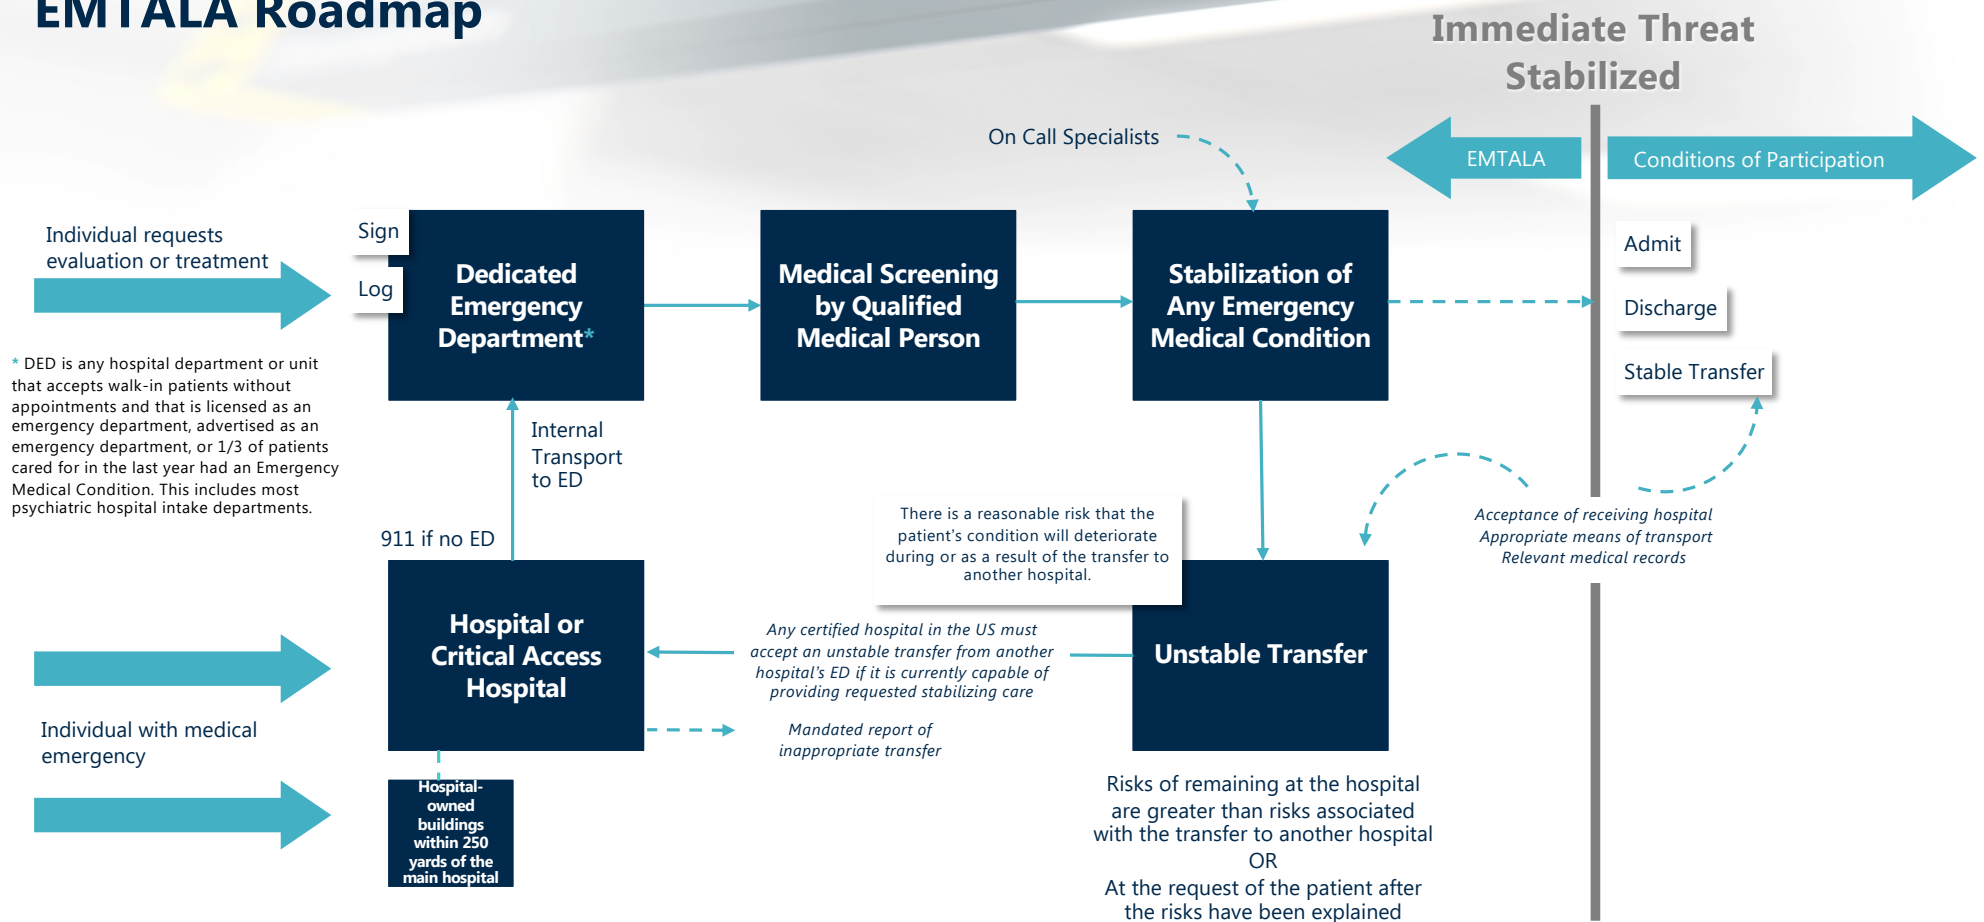 EMTALA Roadmap
Immediate Threat
Stabilized
On Call Specialists
EMTALA
Conditions of Participation
Individual requests
evaluation or treatment
Sign
Log
Dedicated
Emergency
Department*
Medical Screening
by Qualified
Medical Person
Stabilization of
Any Emergency
Medical Condition
Admit
Discharge
Stable Transfer
* DED is any hospital department or unit
that accepts walk-in patients without
appointments and that is licensed as an
emergency department, advertised as an
emergency department, or 1/3 of patients
cared for in the last year had an Emergency
Medical Condition. This includes most
psychiatric hospital intake departments.
Internal
Transport
to ED
911 if no ED
There is a reasonable risk that the
patient's condition will deteriorate
during or as a result of the transfer to
another hospital.
Acceptance of receiving hospital
Appropriate means of transport
Relevant medical records
Hospital or
Critical Access
Hospital
Any certified hospital in the US must
accept an unstable transfer from another
hospital's ED if it is currently capable of
providing requested stabilizing care
Unstable Transfer
Mandated report of
inappropriate transfer
Individual with medical
emergency
Hospital-
owned
buildings
within 250
yards of the
main hospital
Risks of remaining at the hospital
are greater than risks associated
with the transfer to another hospital
OR
At the request of the patient after
the risks have been explained